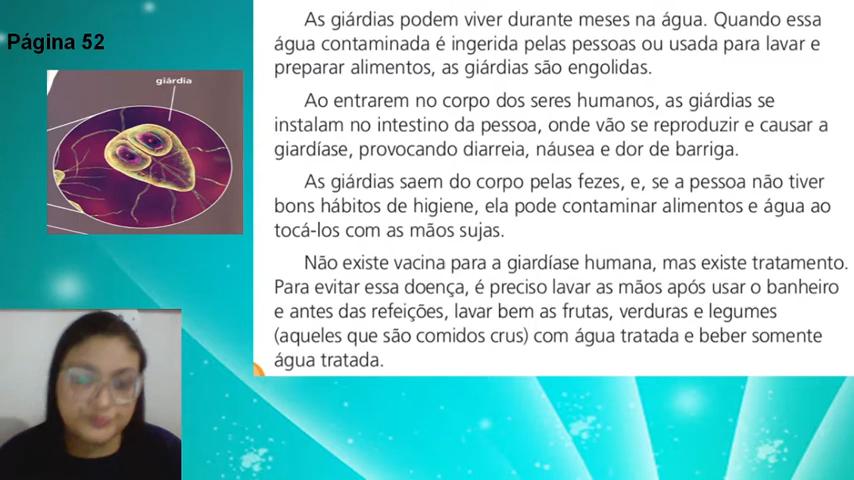 Página 52
giárdia
As giárdias podem viver durante meses na água. Quando essa
água contaminada é ingerida pelas pessoas ou usada para lavar e
preparar alimentos, as giárdias são engolidas.
Ao entrarem no corpo dos seres humanos, as giárdias se
instalam no intestino da pessoa, onde vão se reproduzir e causar a
giardíase, provocando diarreia, náusea e dor de barriga.
As giárdias saem do corpo pelas fezes, e, se a pessoa não tiver
bons hábitos de higiene, ela pode contaminar alimentos e água ao
tocá-los com as mãos sujas.
Não existe vacina para a giardíase humana, mas existe tratamento.
Para evitar essa doença, é preciso lavar as mãos após usar o banheiro
e antes das refeições, lavar bem as frutas, verduras e legumes
(aqueles que são comidos crus) com água tratada e beber somente
água tratada.